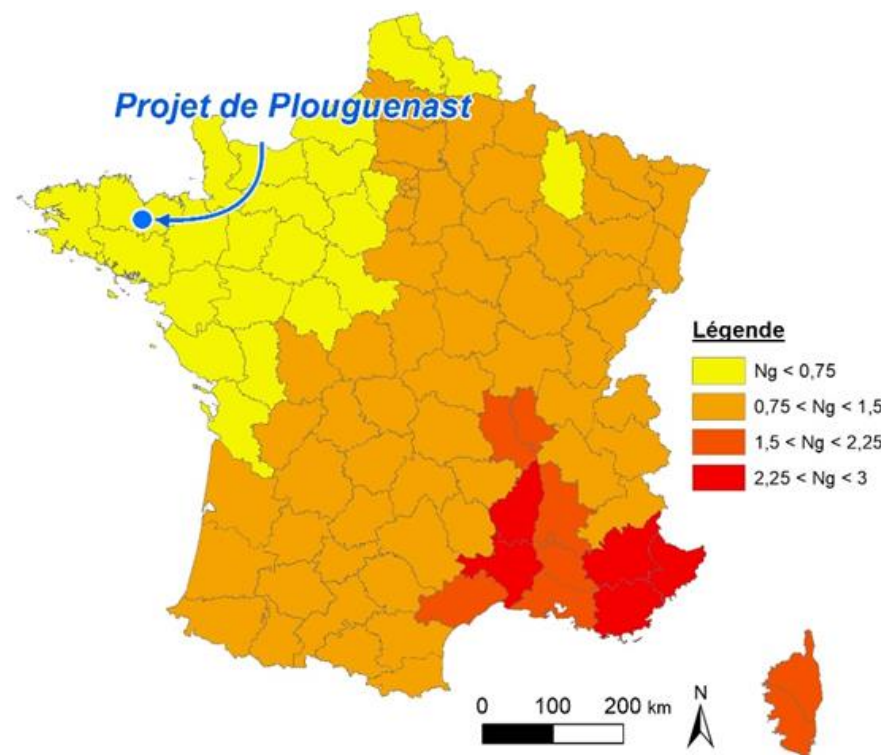 Projet de Plouguenast
Légende
Ng < 0,75
0,75 < Ng < 1,5
1,5 < Ng < 2,25
2,25 < Ng < 3
0 100 200 km
N